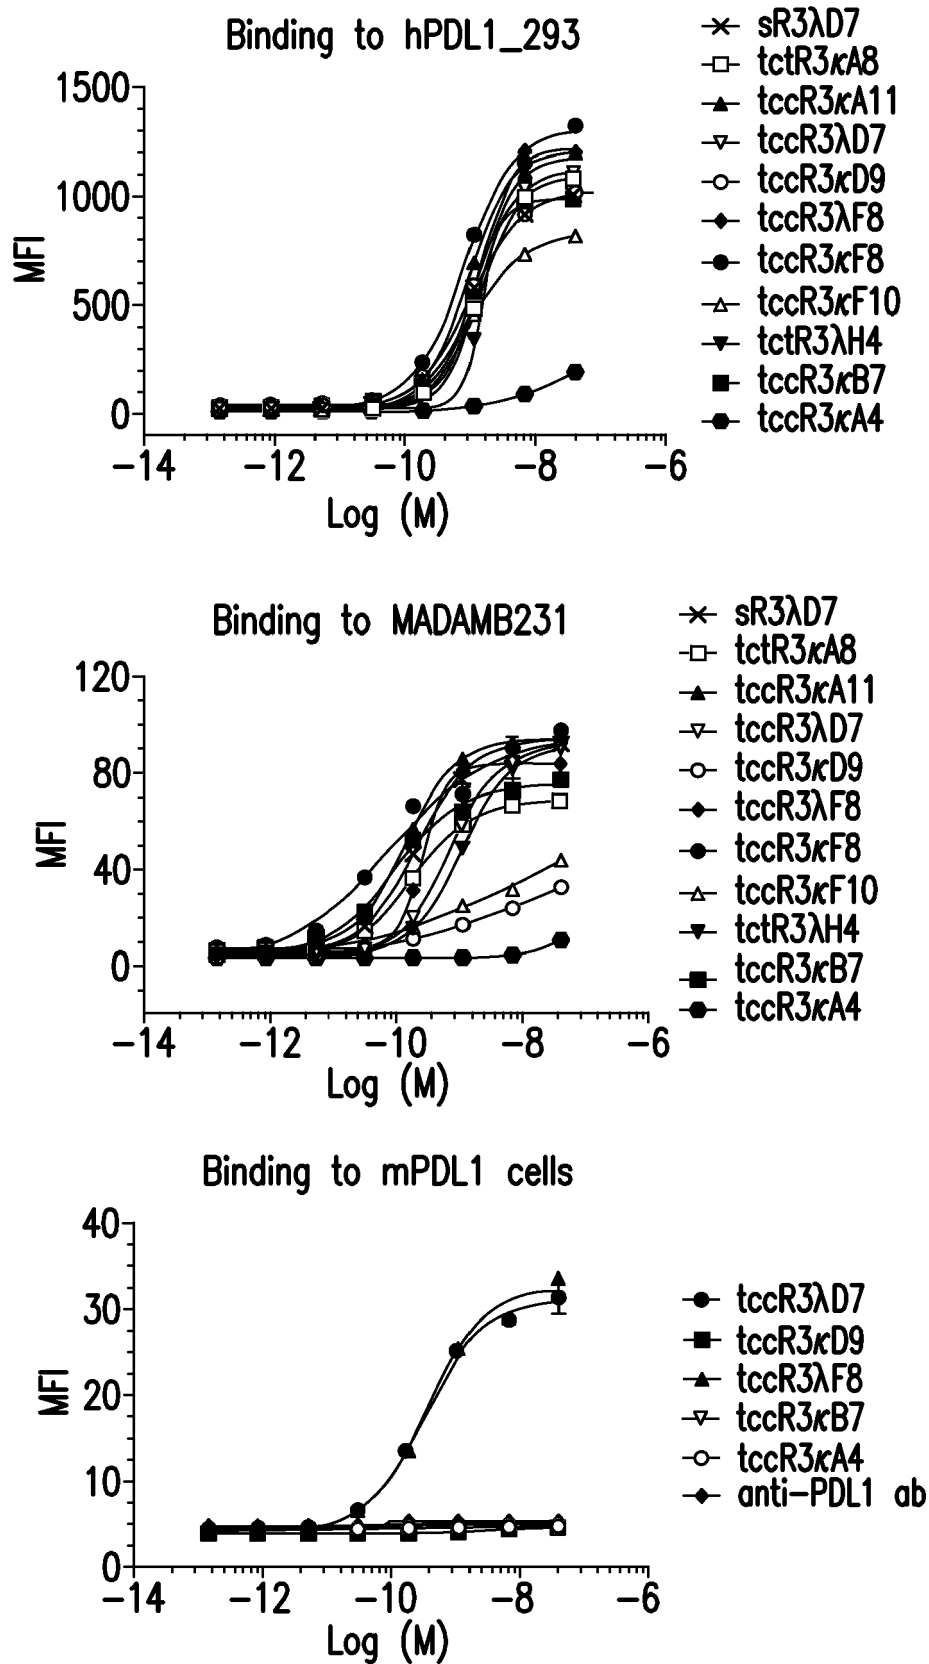 Binding to hPDL1_293
1500
1000
500
0
MFI
−14
−12
−10
−8
−6
Log (M)
sR3λD7
tctR3κA8
tccR3κA11
tccR3λD7
tccR3κD9
tccR3λF8
tccR3κF8
tccR3κF10
tctR3λH4
tccR3κB7
tccR3κA4
Binding to MADAMB231
120
80
40
0
MFI
−14
−12
−10
−8
−6
Log (M)
sR3λD7
tctR3κA8
tccR3κA11
tccR3λD7
tccR3κD9
tccR3λF8
tccR3κF8
tccR3κF10
tctR3λH4
tccR3κB7
tccR3κA4
Binding to mPDL1 cells
40
30
20
10
0
MFI
−14
−12
−10
−8
−6
Log (M)
tccR3λD7
tccR3κD9
tccR3λF8
tccR3κB7
tccR3κA4
anti−PDL1 ab